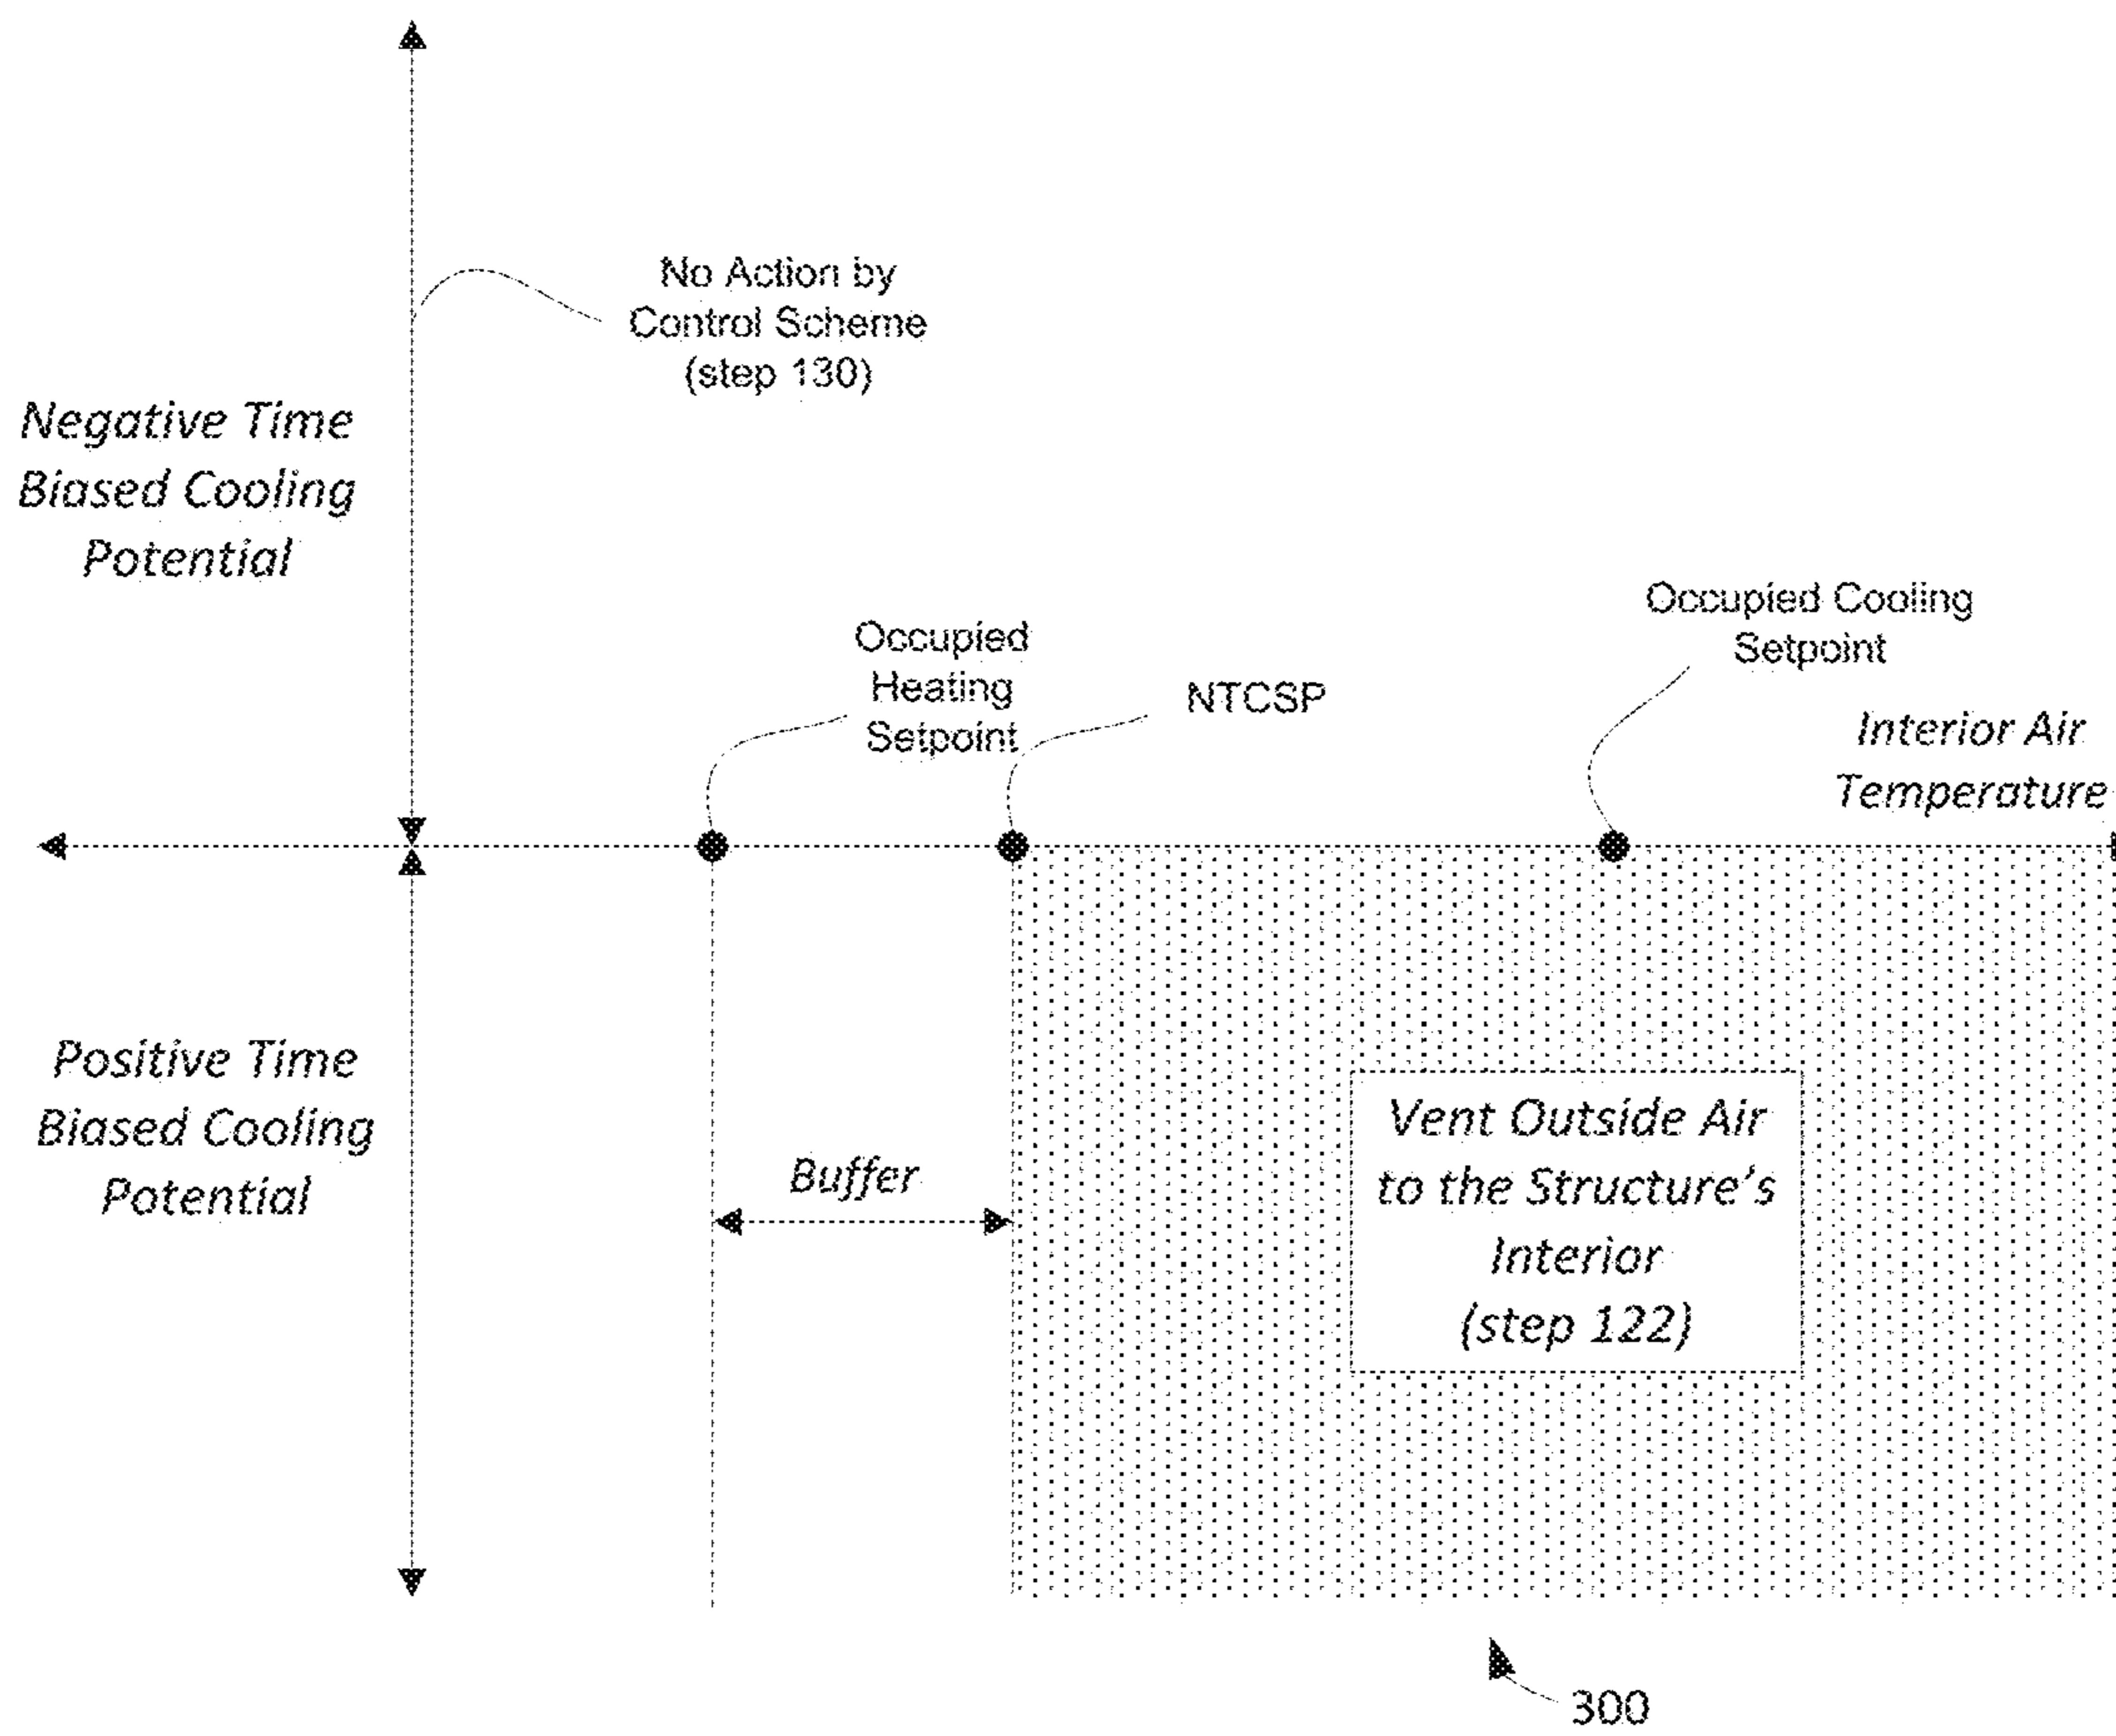 No Action by
Control Scheme
(step 130)
Negative Time
Biased Cooling
Potential
Occupied
Heating
Setpoint
NTCSP
Occupied Cooling
Setpoint
Interior Air
Temperature
Positive Time
Biased Cooling
Potential
Buffer
Vent Outside Air
to the Structure's
Interior
(step 122)
300